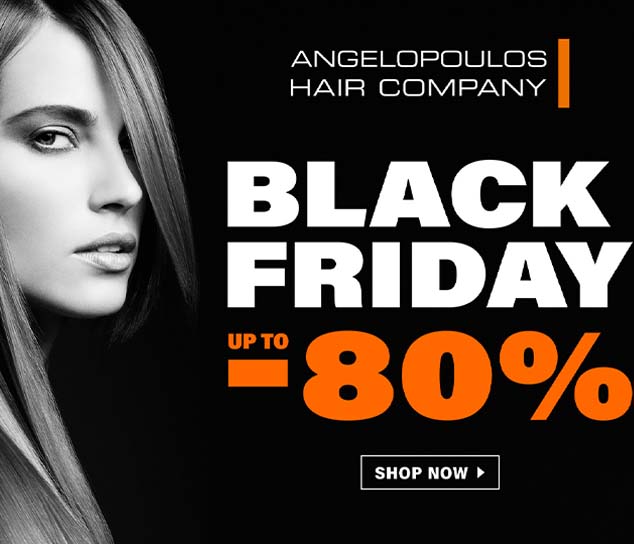 ANGELOPOULOS
HAIR COMPANY
BLACK
FRIDAY
UP TO
-80%
SHOP NOW